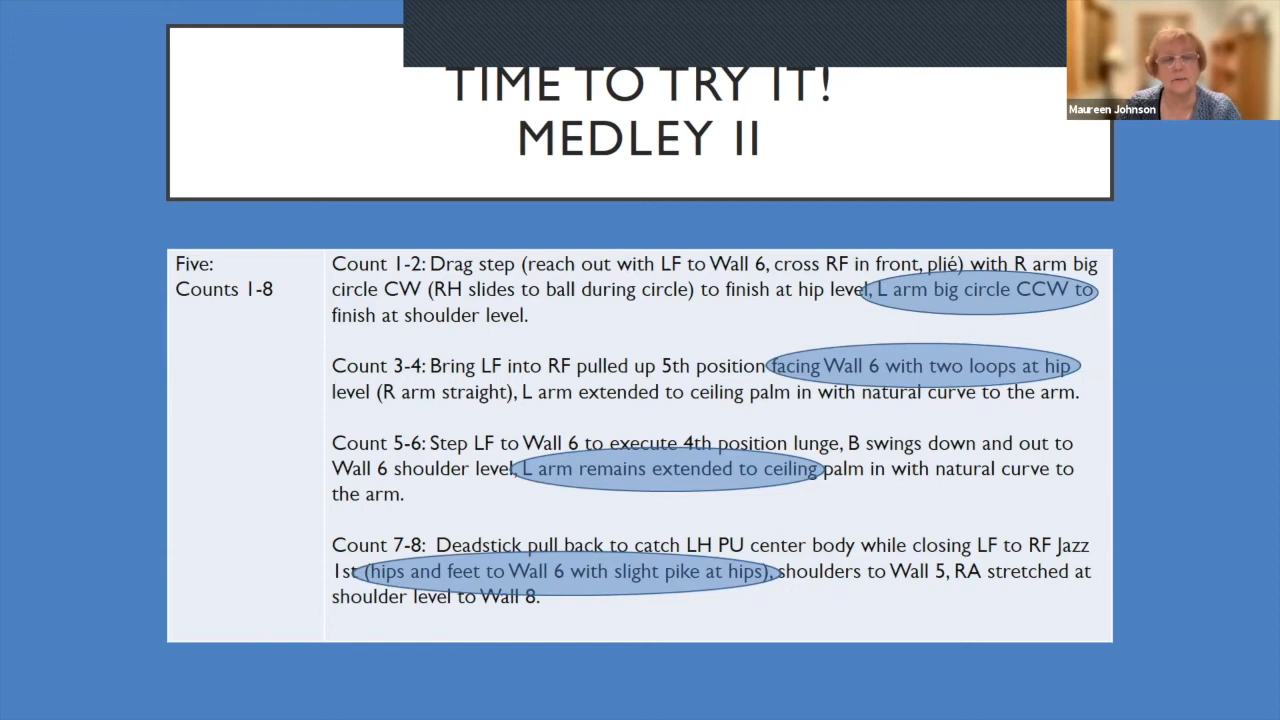 TIME TO TRY IT!
MEDLEY II
Maureen Johnson
Five:
Counts 1-8
Count 1-2: Drag step (reach out with LF to Wall 6, cross RF in front, plié) with R arm big
circle CW (RH slides to ball during circle) to finish at hip level, L arm big circle CCW to
finish at shoulder level.
Count 3-4: Bring LF into RF pulled up 5th position facing Wall 6 with two loops at hip
level (R arm straight), L arm extended to ceiling palm in with natural curve to the arm.
Count 5-6: Step LF to Wall 6 to execute 4th position lunge, B swings down and out to
Wall 6 shoulder level, L arm remains extended to ceiling palm in with natural curve to
the arm.
Count 7-8: Deadstick pull back to catch LH PU center body while closing LF to RF Jazz
1st (hips and feet to Wall 6 with slight pike at hips), shoulders to Wall 5, RA stretched at
shoulder level to Wall 8.